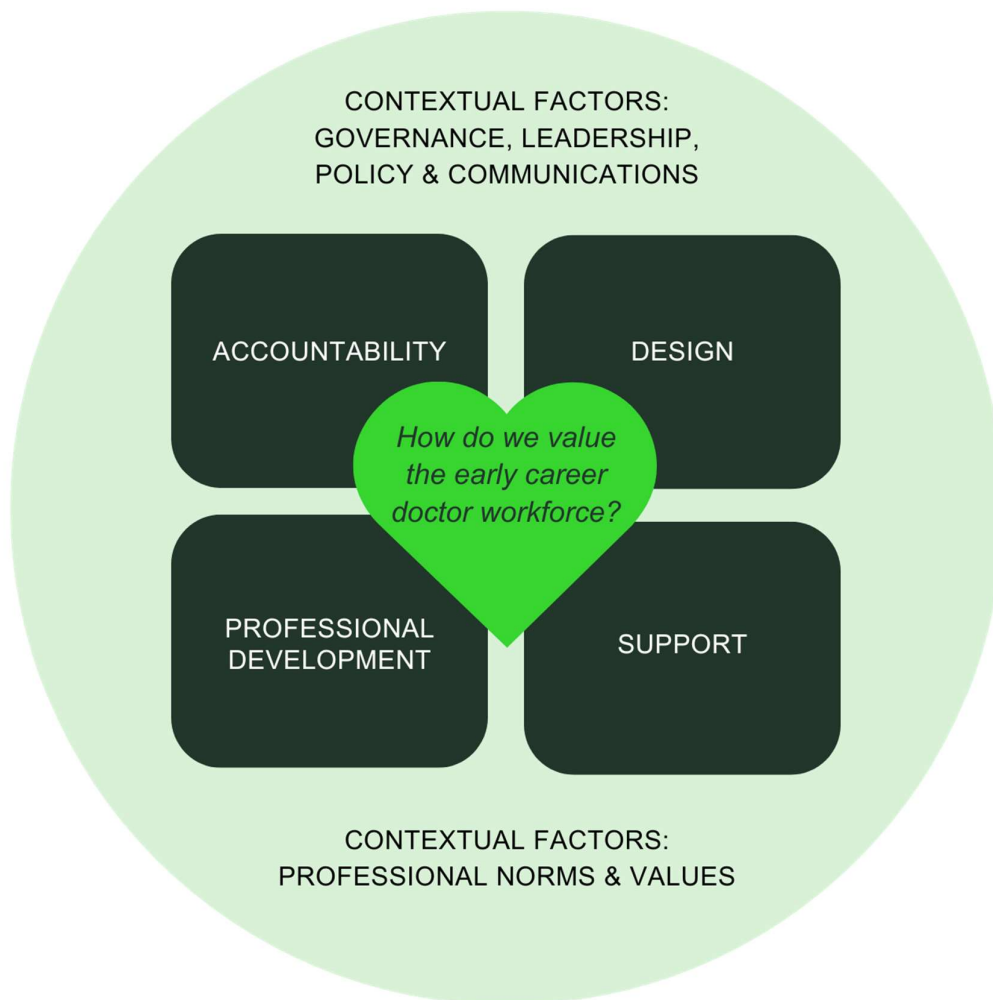 CONTEXTUAL FACTORS:
GOVERNANCE, LEADERSHIP,
POLICY & COMMUNICATIONS
ACCOUNTABILITY
DESIGN
How do we value
the early career
doctor workforce?
PROFESSIONAL
DEVELOPMENT
SUPPORT
CONTEXTUAL FACTORS:
PROFESSIONAL NORMS & VALUES